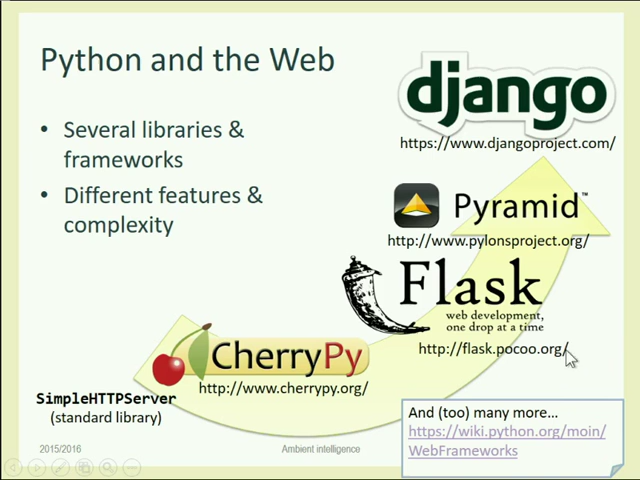 Python and the Web
• Several libraries &
frameworks
• Different features &
complexity
django
https://www.djangoproject.com/
Pyramid™
http://www.pylonsproject.org/
Flask
web development,
one drop at a time
http://flask.pocoo.org/
CherryPy
http://www.cherrypy.org/
SimpleHTTPServer
(standard library)
And (too) many more...
https://wiki.python.org/moin/
WebFrameworks
2015/2016
Ambient intelligence